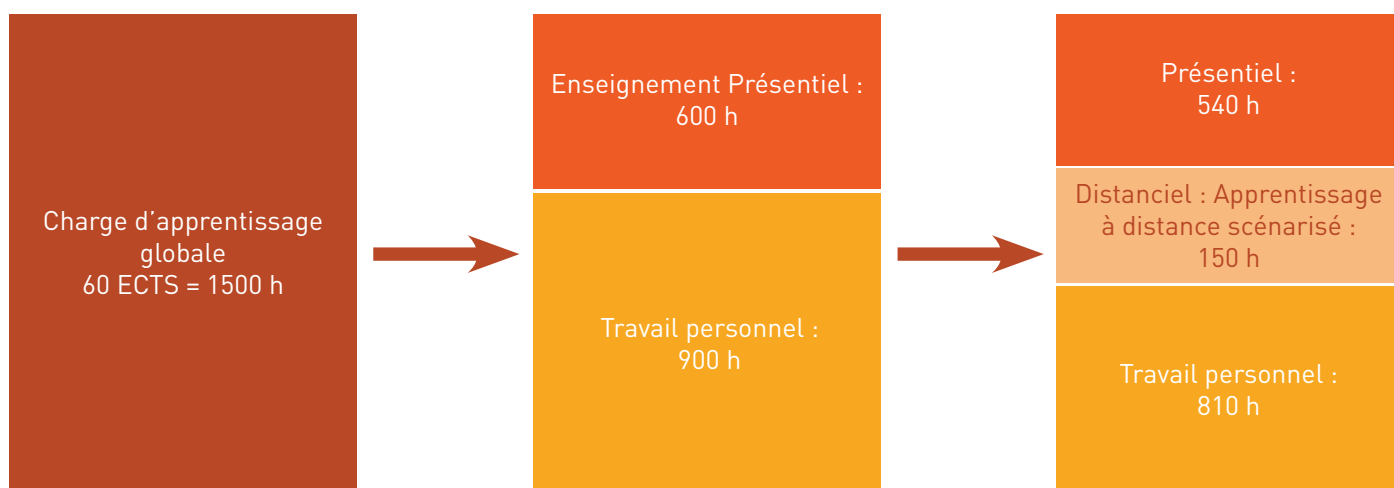 Charge d’apprentissage
globale
60 ECTS = 1500 h
Enseignement Présentiel :
600 h
Travail personnel :
900 h
Présentiel :
540 h
Distanciel : Apprentissage
à distance scénarisé :
150 h
Travail personnel :
810 h